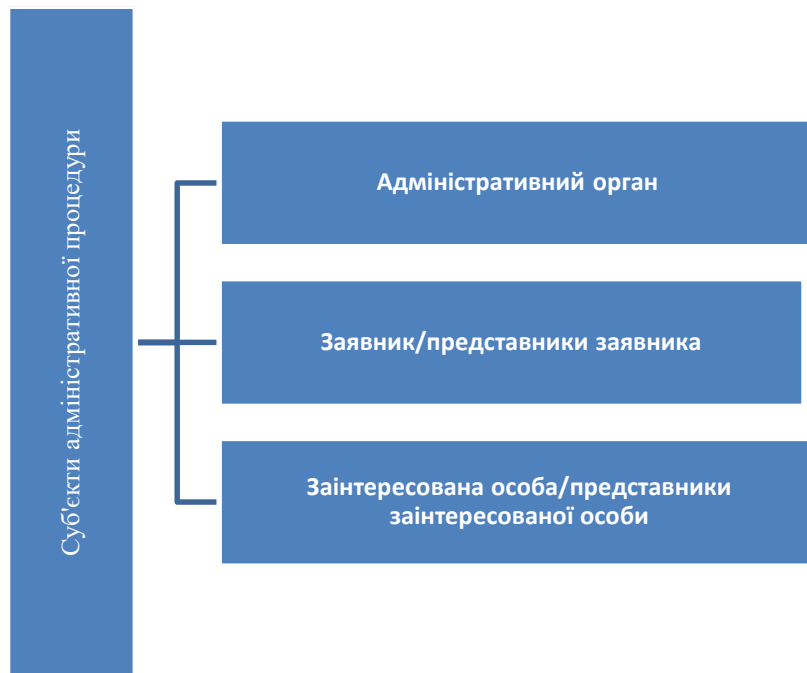 Суб'єкти адміністративної процедури
Адміністративний орган
Заявник/представники заявника
Заінтересована особа/представники
заінтересованої особи